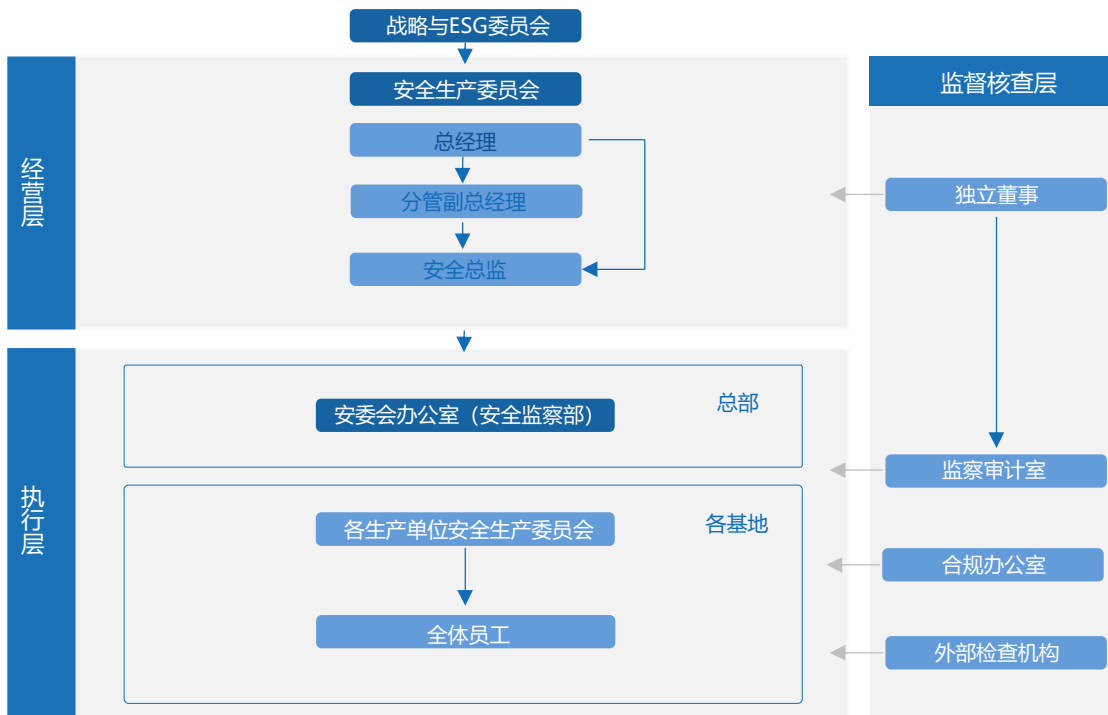 战略与ESG委员会
经营层
安全生产委员会
总经理
分管副总经理
安全总监
监督核查层
独立董事
执行层
安委会办公室（安全监察部）
总部
监察审计室
各生产单位安全生产委员会
各基地
合规办公室
全体员工
外部检查机构